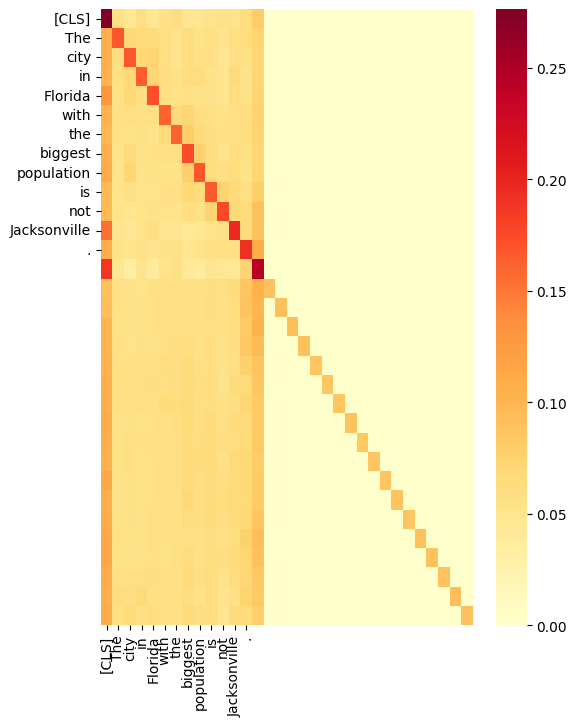 [CLS]
The
city
in
Florida
with
the
biggest
population
is
not
Jacksonville
.
[CLS]
The
city
in
Florida
with
the
biggest
population
is
not
Jacksonville
.
0.25
0.20
0.15
0.10
0.05
0.00